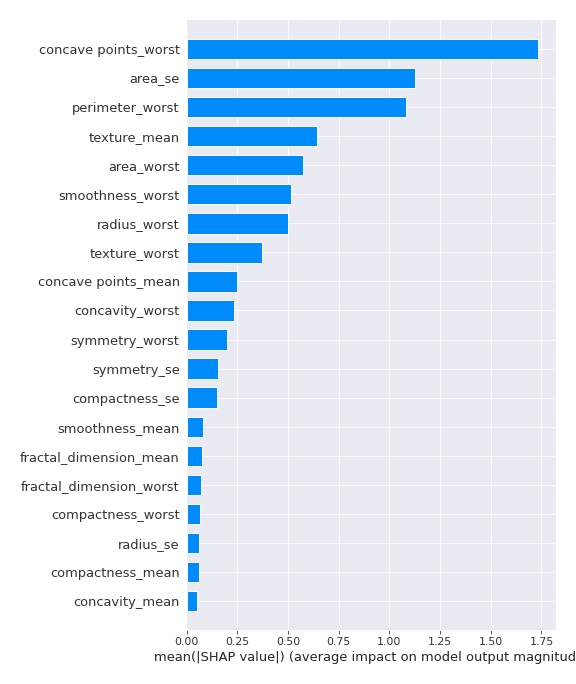 concave points_worst
area_se
perimeter_worst
texture_mean
area_worst
smoothness_worst
radius_worst
texture_worst
concave points_mean
concavity_worst
symmetry_worst
symmetry_se
compactness_se
smoothness_mean
fractal_dimension_mean
fractal_dimension_worst
compactness_worst
radius_se
compactness_mean
concavity_mean
0.00 0.25 0.50 0.75 1.00 1.25 1.50 1.75
mean(|SHAP value|) (average impact on model output magnitud